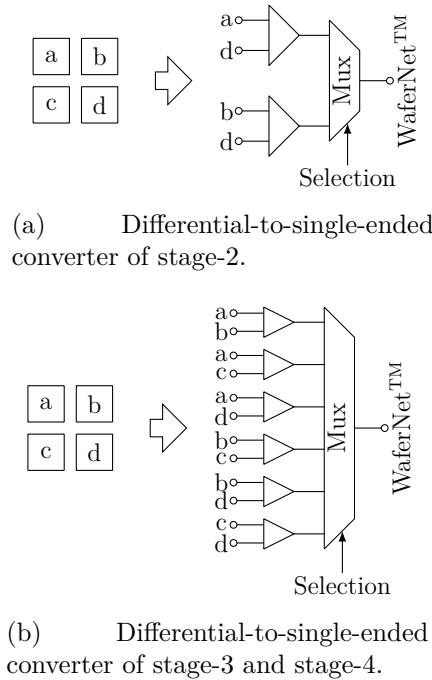 a b
c d
a
d
b
d
Mux
WaferNet™
Selection
(a) Differential-to-single-ended
converter of stage-2.
a b
c d
a
b
a
c
a
d
b
c
b
d
c
d
Mux
WaferNet™
Selection
(b) Differential-to-single-ended
converter of stage-3 and stage-4.